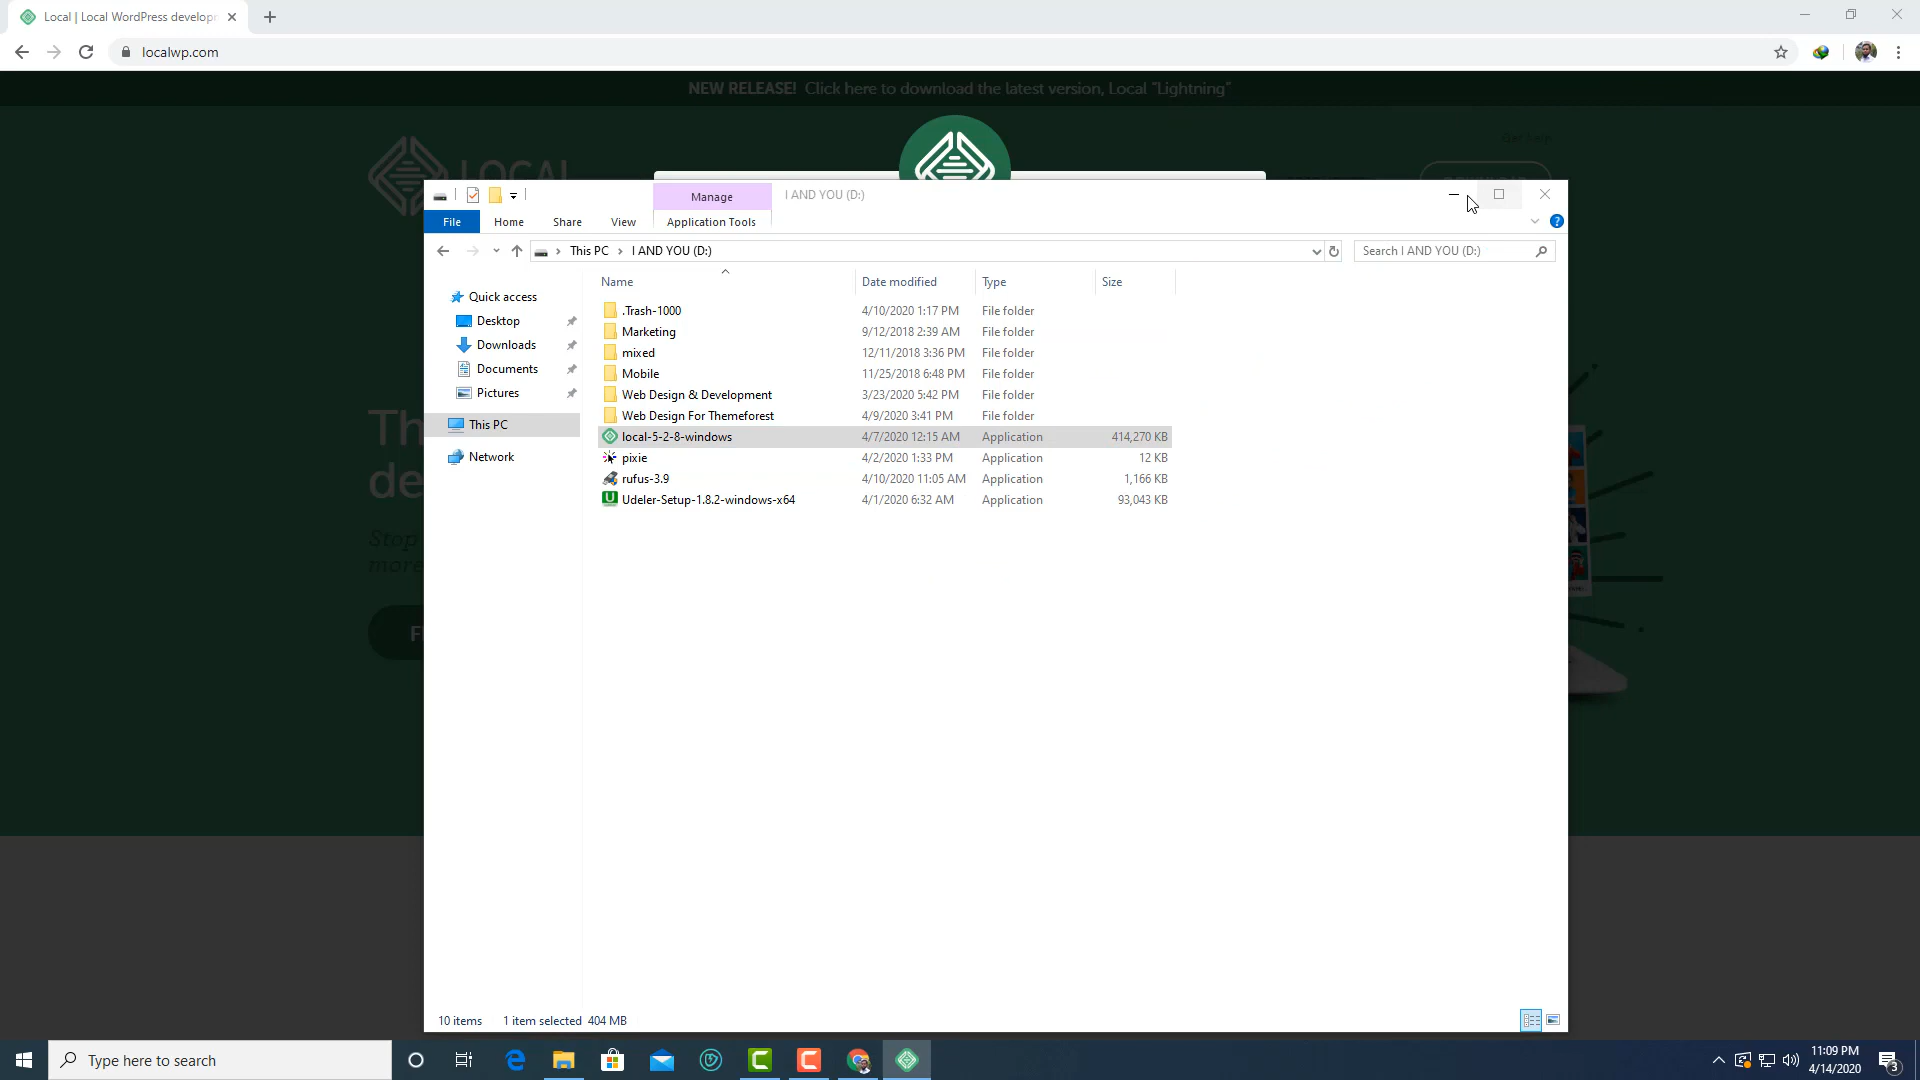 Local | Local WordPress develop
localwp.com
NEW RELEASE! Click here to download the latest version, Local "Lightning"
Get help
LOCAL
DOWNLOAD
Manage
I AND YOU (D:)
File
Home
Share
View
Application Tools
This PC
I AND YOU (D:)
Search I AND YOU (D:)
Name
Date modified
Type
Size
Quick access
Desktop
Downloads
Documents
Pictures
This PC
Network
.Trash-1000 4/10/2020 1:17 PM File folder
Marketing 9/12/2018 2:39 AM File folder
mixed 12/11/2018 3:36 PM File folder
Mobile 11/25/2018 6:48 PM File folder
Web Design & Development 3/23/2020 5:42 PM File folder
Web Design For Themeforest 4/9/2020 3:41 PM File folder
local-5-2-8-windows 4/7/2020 12:15 AM Application 414,270 KB
pixie 4/2/2020 1:33 PM Application 12 KB
rufus-3.9 4/10/2020 11:05 AM Application 1,166 KB
Udeler-Setup-1.8.2-windows-x64 4/1/2020 6:32 AM Application 93,043 KB
Th
de
Stop
more
F
10 items 1 item selected 404 MB
Type here to search
11:09 PM
4/14/2020
3